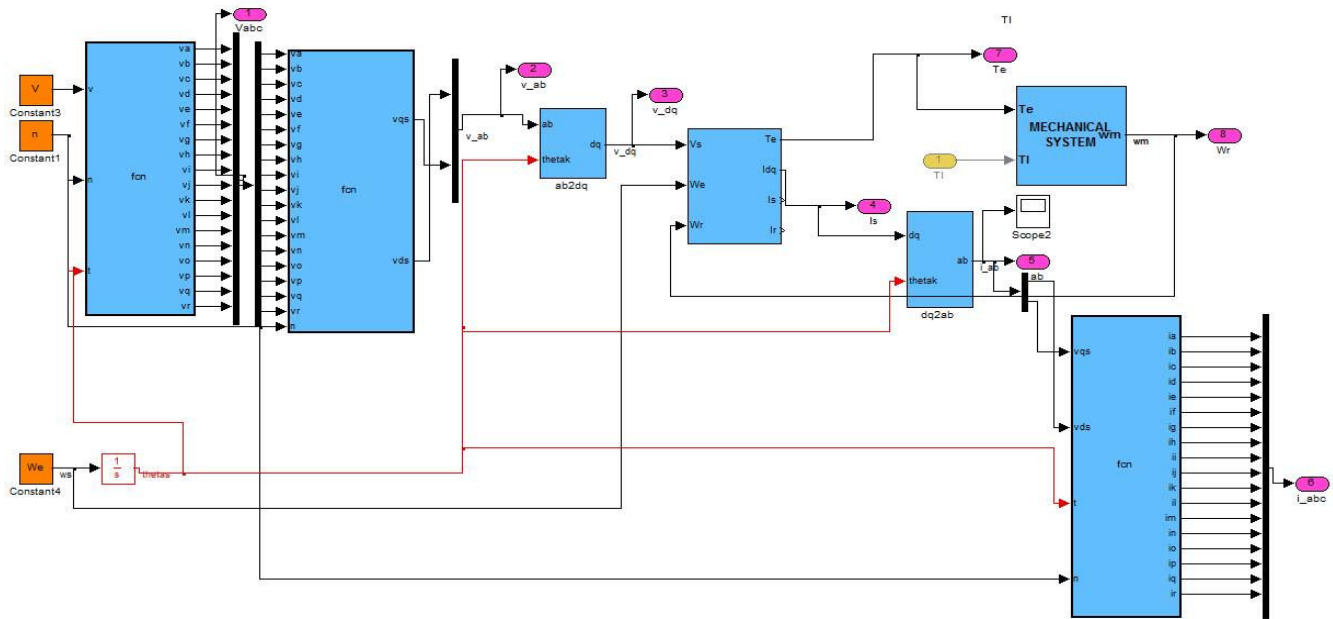 1
Vabc
TI
V
Constant3
n
Constant1
v
n
t
fcn
va
vb
vc
vd
ve
vf
vg
vh
vi
vj
vk
vl
vm
vn
vo
vp
vq
vr
va
vb
vc
vd
ve
vf
vg
vh
vi
vj
vk
vl
vm
vn
vo
vp
vq
vr
n
fcn
vqs
vds
v_ab
2
v_ab
ab
thetak
dq
ab2dq
3
v_dq
v_dq
Vs
We
Wr
Te
Idq
Is
Ir
7
Te
4
Is
1
TI
Te
TI
MECHANICAL
SYSTEM
wm
wm
8
Wr
dq
thetak
ab
dq2ab
Scope2
i_ab
5
ab
We
Constant4
ws
1
s
thetas
vqs
vds
t
n
fcn
ia
ib
ic
id
ie
if
ig
ih
ii
ij
ik
il
im
in
io
ip
iq
ir
6
i_abc